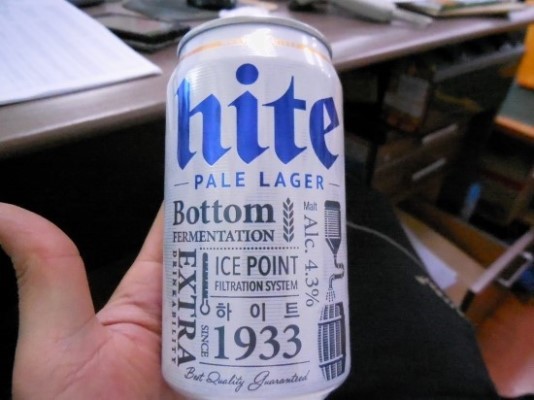 hite
PALE LAGER
Bottom
FERMENTATION
Malt
Alc. 4.3%
EXTRA
DRINKABILITY
ICE POINT
FILTRATION SYSTEM
하이트
SINCE
1933
Best Quality Guaranteed